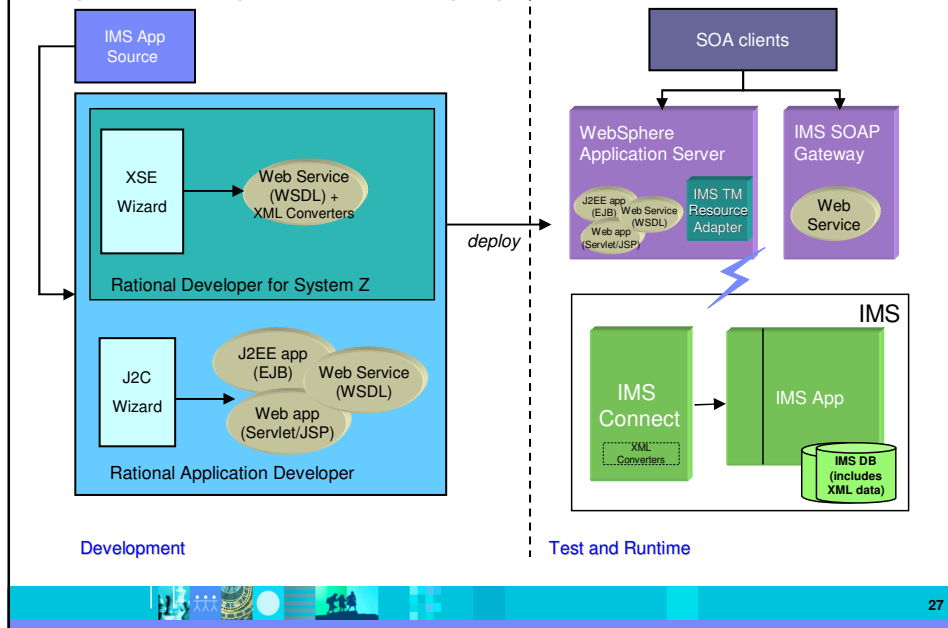 IMS App
Source
XSE
Wizard
Web Service
(WSDL) +
XML Converters
Rational Developer for System Z
J2C
Wizard
J2EE app
(EJB)
Web Service
(WSDL)
Web app
(Servlet/JSP)
Rational Application Developer
deploy
SOA clients
WebSphere
Application Server
J2EE app
(EJB)
Web Service
(WSDL)
Web app
(Servlet/JSP)
IMS TM
Resource
Adapter
IMS SOAP
Gateway
Web
Service
IMS
IMS
Connect
XML
Converters
IMS App
IMS DB
(includes
XML data)
Development
Test and Runtime
27